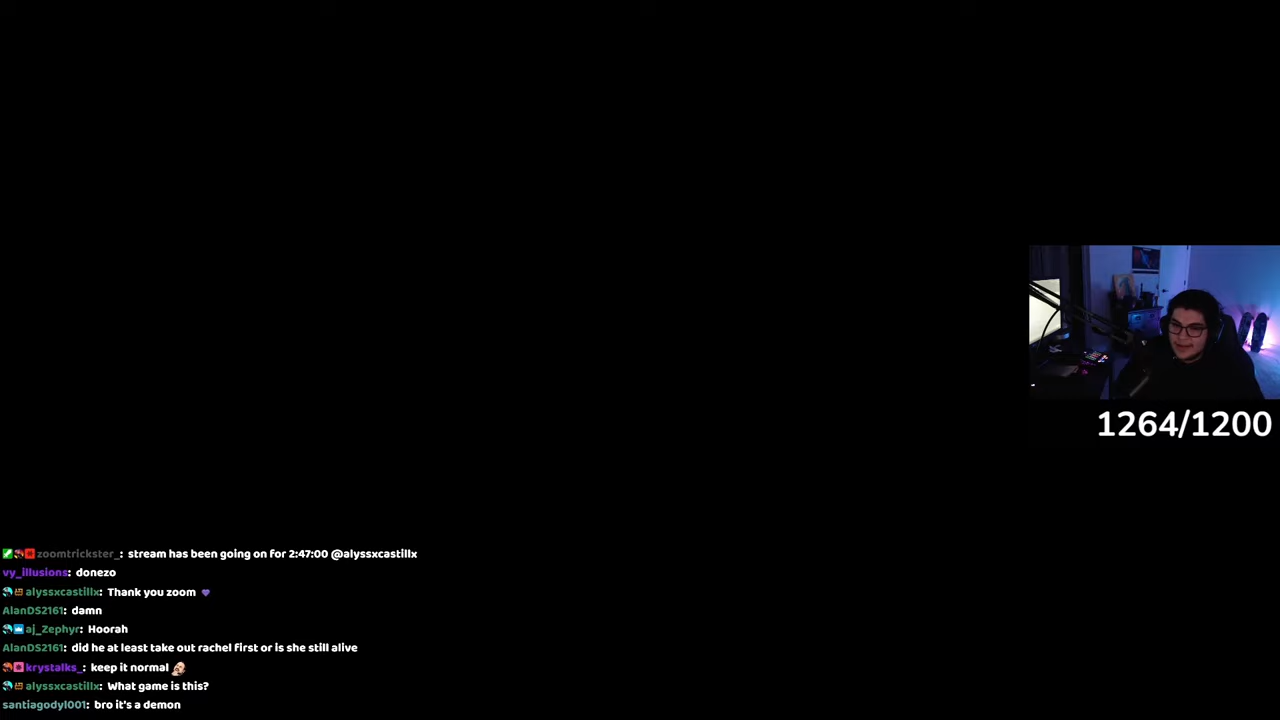 1264/1200
zoomtrickster_: stream has been going on for 2:47:00 @alyssxcastillx
vy_illusions: donezo
alyssxcastillx: Thank you zoom
AlanDS2161: damn
aj_Zephyr: Hoorah
AlanDS2161: did he at least take out rachel first or is she still alive
krystalks_: keep it normal
alyssxcastillx: What game is this?
santiagodyl001: bro it's a demon